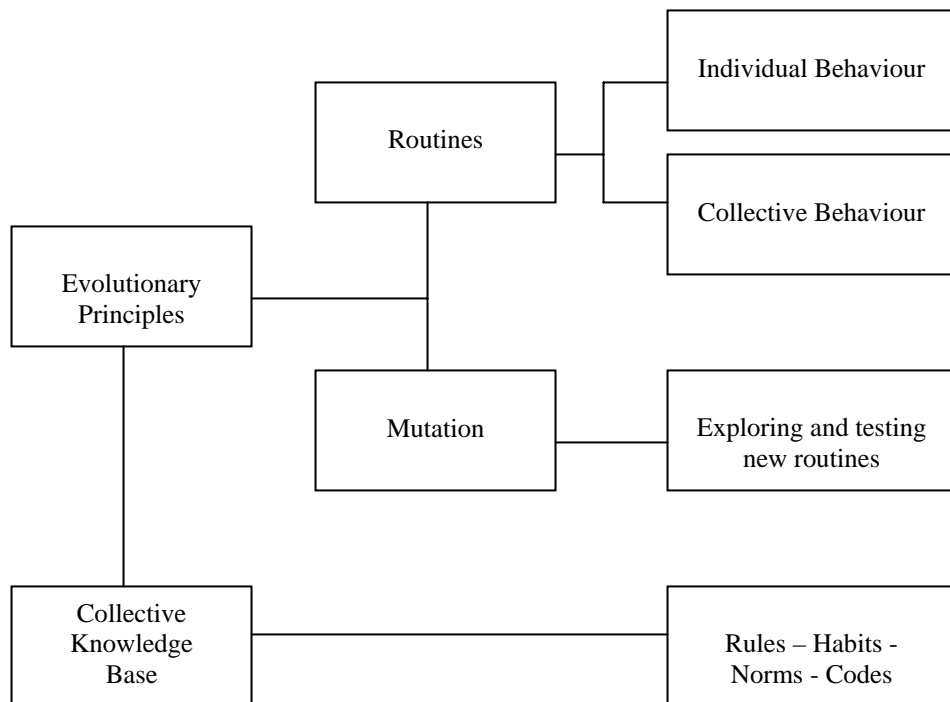 Individual Behaviour
Routines
Collective Behaviour
Evolutionary
Principles
Mutation
Exploring and testing
new routines
Collective
Knowledge
Base
Rules – Habits -
Norms - Codes